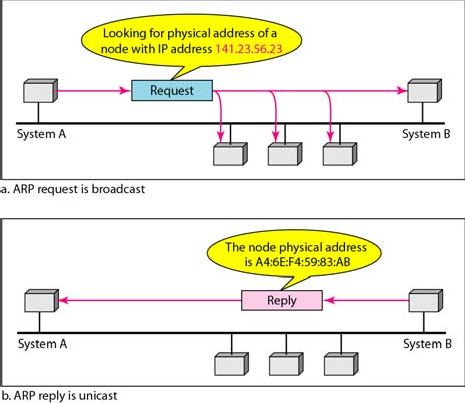 Looking for physical address of a
node with IP address 141.23.56.23
Request
System A
System B
a. ARP request is broadcast
The node physical address
is A4:6E:F4:59:83:AB
Reply
System A
System B
b. ARP reply is unicast